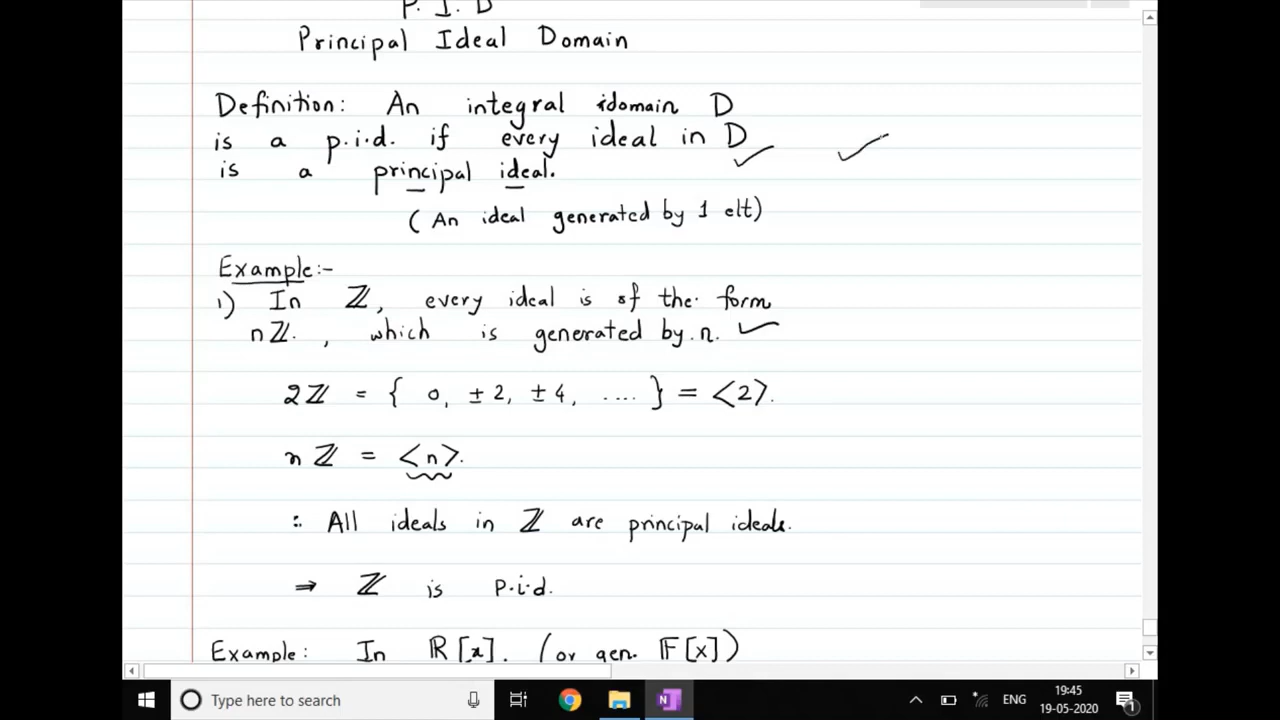 P. I. D
Principal Ideal Domain
Definition: An integral domain D
is a p.i.d. if every ideal in D
is a principal ideal.
(An ideal generated by 1 elt)
Example:-
1) In ℤ, every ideal is of the form
nℤ. , which is generated by n.
2ℤ = { 0, ±2, ±4, .... } = <2>.
nℤ = <n>.
∴ All ideals in ℤ are principal ideals.
⇒ ℤ is p.i.d.
Example: In ℝ[x]. (or gen. 𝔽[x])
Type here to search
ENG
19:45
19-05-2020
1